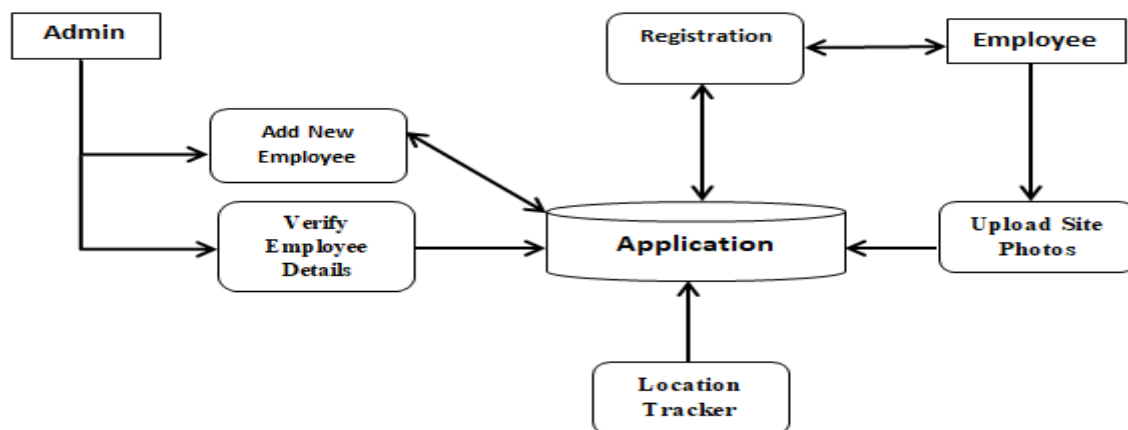 Admin
Registration
Employee
Add New
Employee
Verify
Employee
Details
Application
Upload Site
Photos
Location
Tracker